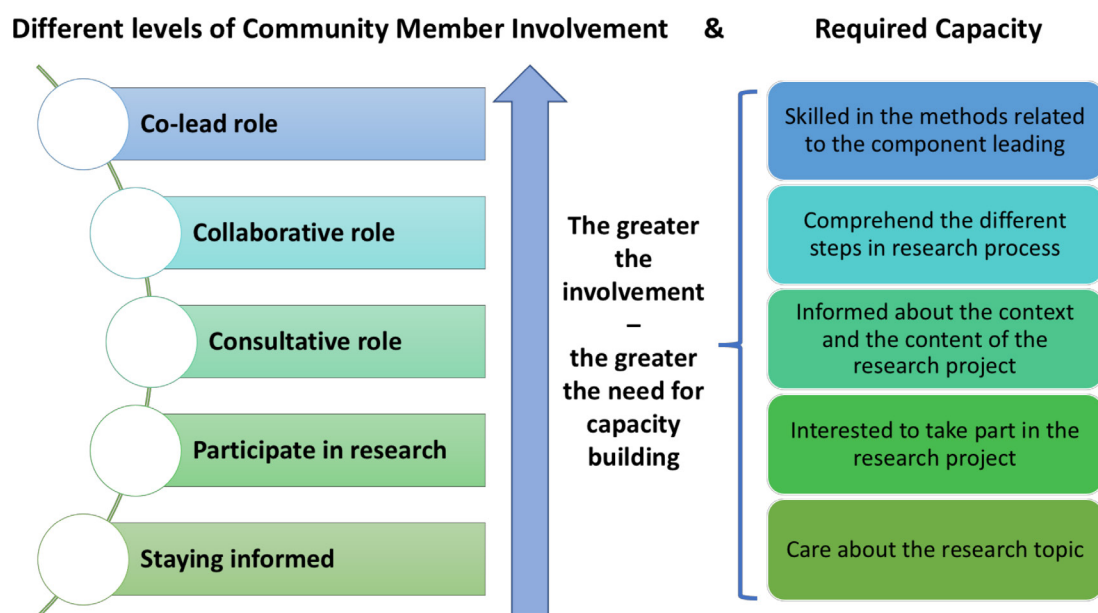 Different levels of Community Member Involvement & Required Capacity
Co-lead role
Collaborative role
Consultative role
Participate in research
Staying informed
The greater
the
involvement
–
the greater
the need for
capacity
building
Skilled in the methods related
to the component leading
Comprehend the different
steps in research process
Informed about the context
and the content of the
research project
Interested to take part in the
research project
Care about the research topic